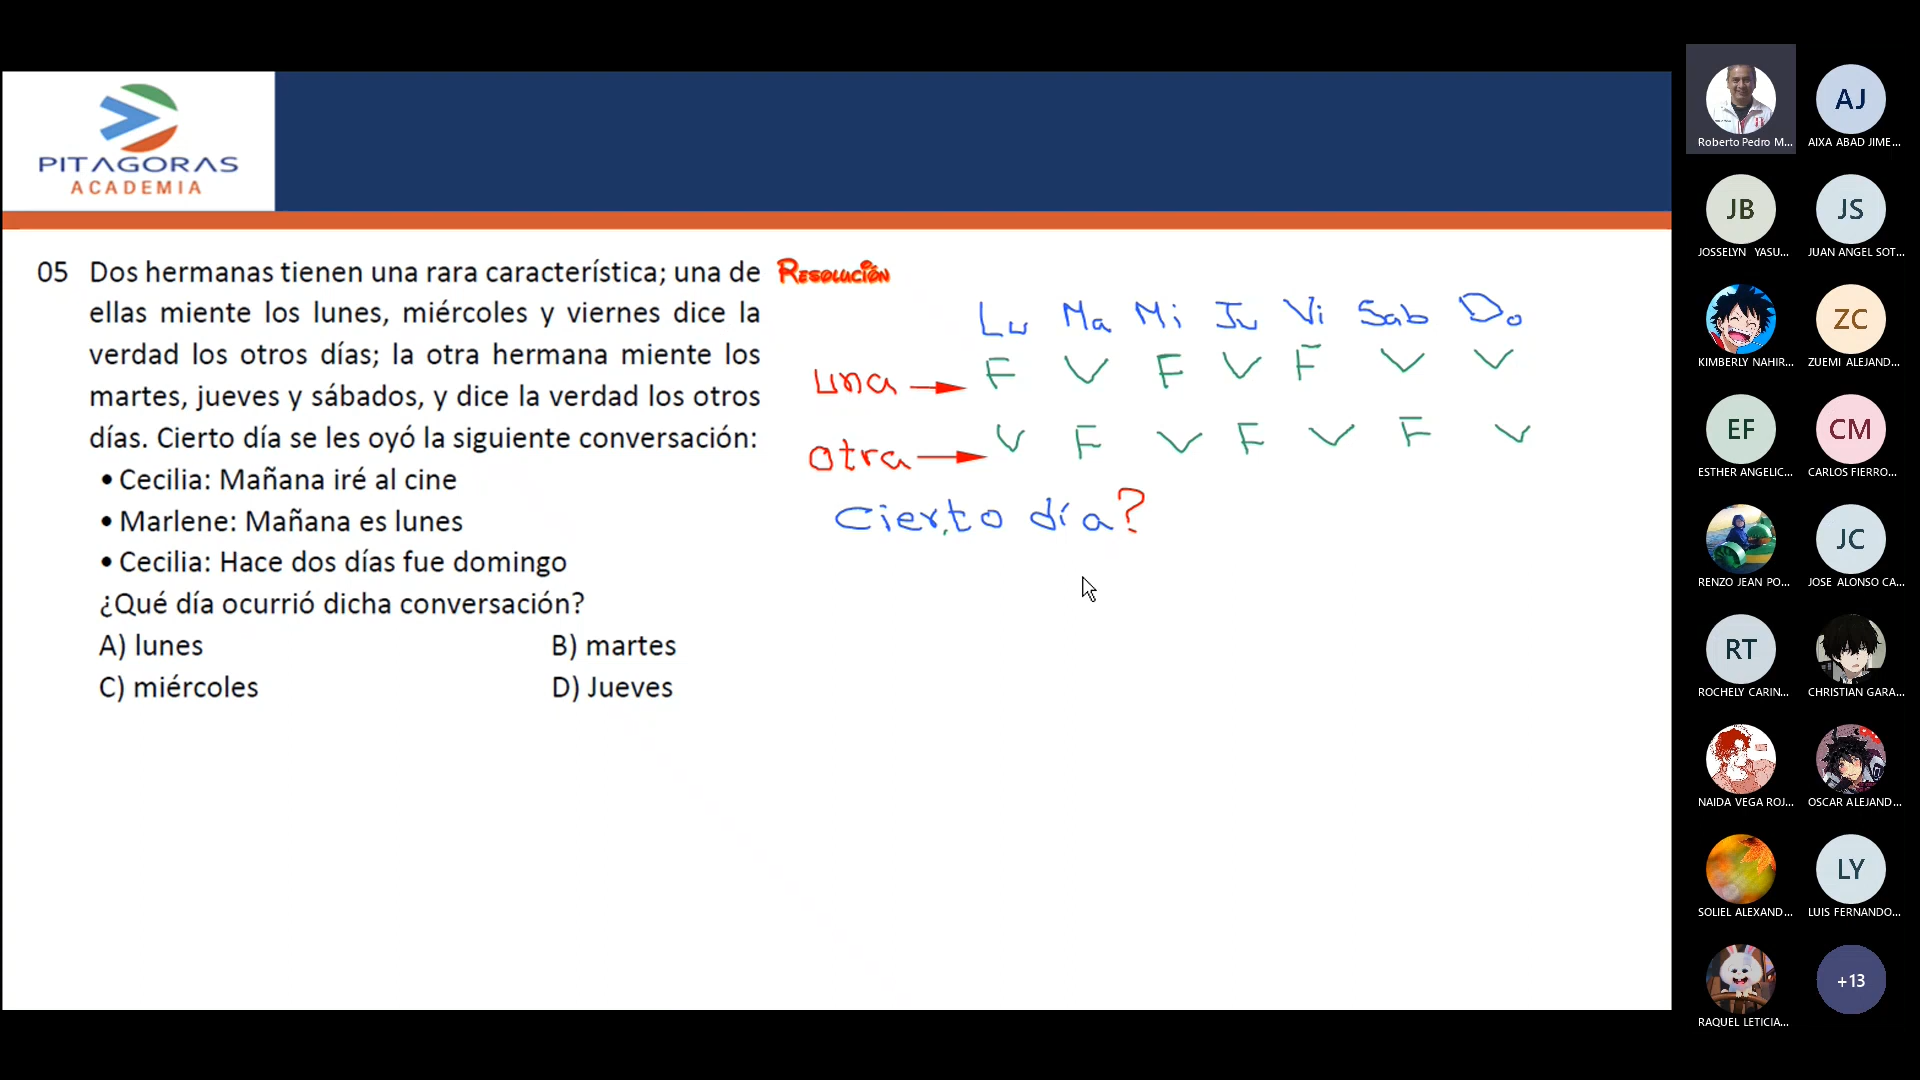 PITAGORAS
ACADEMIA
05 Dos hermanas tienen una rara característica; una de
ellas miente los lunes, miércoles y viernes dice la
verdad los otros días; la otra hermana miente los
martes, jueves y sábados, y dice la verdad los otros
días. Cierto día se les oyó la siguiente conversación:
• Cecilia: Mañana iré al cine
• Marlene: Mañana es lunes
• Cecilia: Hace dos días fue domingo
¿Qué día ocurrió dicha conversación?
A) lunes B) martes
C) miércoles D) Jueves
RESOLUCIÓN
Lu Ma Mi Ju Vi Sab Do
una → F V F V F V V
otra → V F V F V F V
Cierto día?
Roberto Pedro M...
AIXA ABAD JIME...
JB
JOSSELYN YASU...
JS
JUAN ANGEL SOT...
KIMBERLY NAHIR...
ZC
ZUEMI ALEJAND...
EF
ESTHER ANGELIC...
CM
CARLOS FIERRO...
RENZO JEAN PO...
JC
JOSE ALONSO CA...
RT
ROCHELY CARIN...
CHRISTIAN GARA...
NAIDA VEGA ROJ...
OSCAR ALEJAND...
SOLIEL ALEXAND...
LY
LUIS FERNANDO...
RAQUEL LETICIA...
+13
AJ